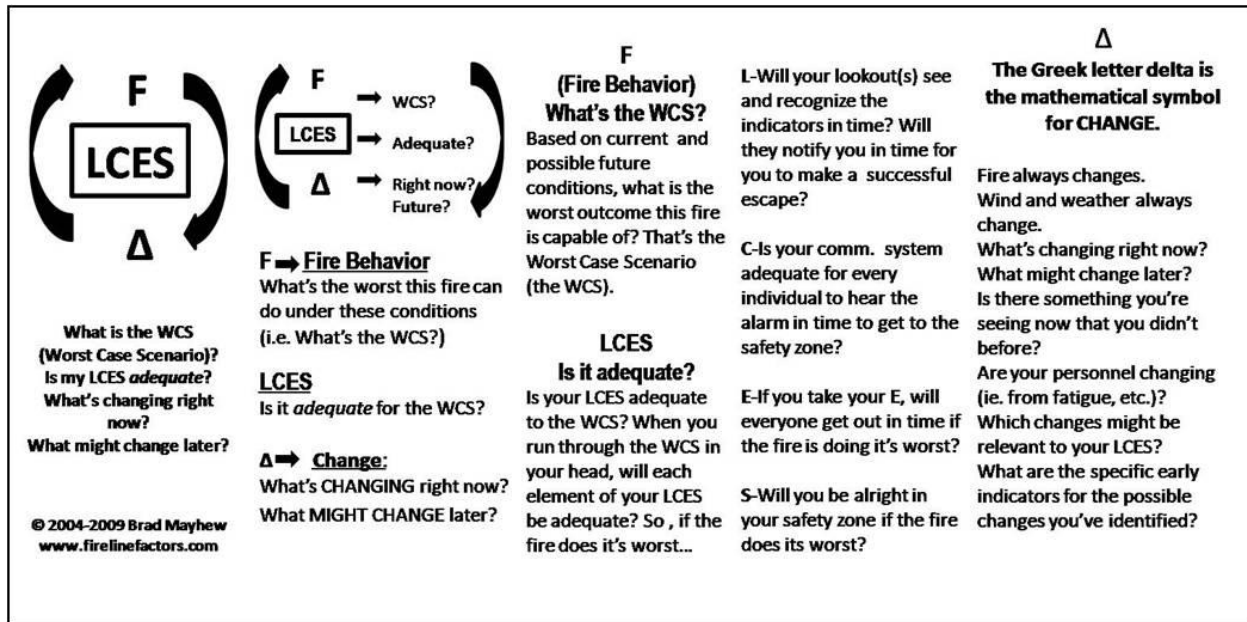 F
LCES
Δ
What is the WCS
(Worst Case Scenario)?
Is my LCES adequate?
What's changing right
now?
What might change later?
© 2004-2009 Brad Mayhew
www.firelinefactors.com
F
LCES
Δ
➡ WCS?
➡ Adequate?
➡ Right now?
Future?
F ➡ Fire Behavior
What's the worst this fire can
do under these conditions
(i.e. What's the WCS?)
LCES
Is it adequate for the WCS?
Δ ➡ Change:
What's CHANGING right now?
What MIGHT CHANGE later?
F
(Fire Behavior)
What's the WCS?
Based on current and
possible future
conditions, what is the
worst outcome this fire
is capable of? That's the
Worst Case Scenario
(the WCS).
LCES
Is it adequate?
Is your LCES adequate
to the WCS? When you
run through the WCS in
your head, will each
element of your LCES
be adequate? So , if the
fire does it's worst...
L-Will your lookout(s) see
and recognize the
indicators in time? Will
they notify you in time for
you to make a successful
escape?
C-Is your comm. system
adequate for every
individual to hear the
alarm in time to get to the
safety zone?
E-If you take your E, will
everyone get out in time if
the fire is doing it's worst?
S-Will you be alright in
your safety zone if the fire
does its worst?
Δ
The Greek letter delta is
the mathematical symbol
for CHANGE.
Fire always changes.
Wind and weather always
change.
What's changing right now?
What might change later?
Is there something you're
seeing now that you didn't
before?
Are your personnel changing
(ie. from fatigue, etc.)?
Which changes might be
relevant to your LCES?
What are the specific early
indicators for the possible
changes you've identified?